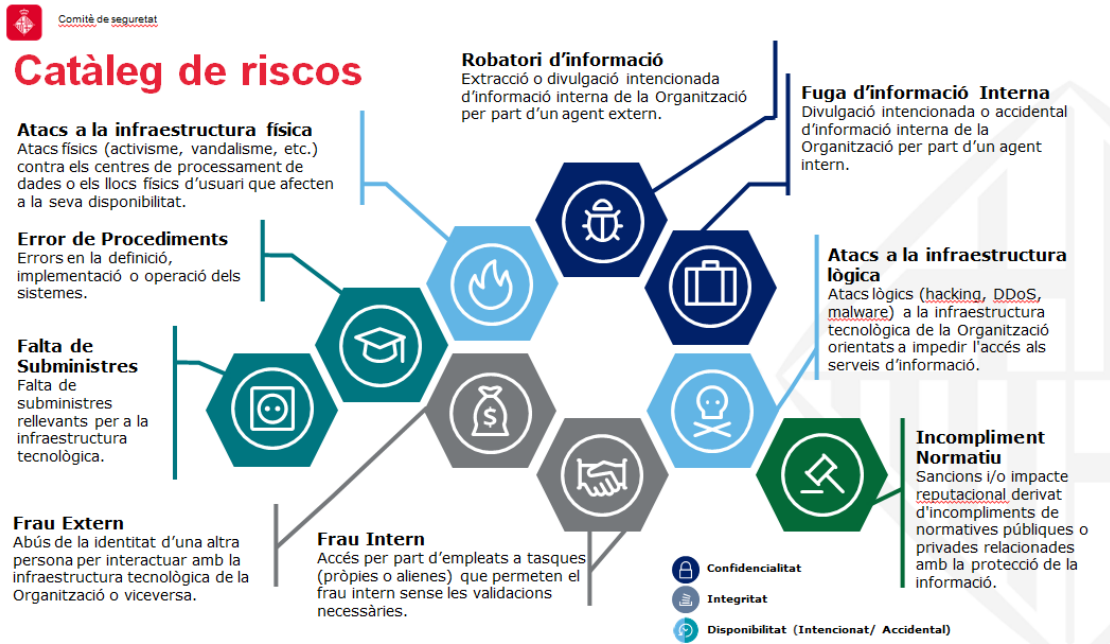 Comitè de seguretat
Catàleg de riscos
Robatori d'informació
Extracció o divulgació intencionada
d'informació interna de la Organització
per part d'un agent extern.
Fuga d'informació Interna
Divulgació intencionada o accidental
d'informació interna de la
Organització per part d'un agent
intern.
Atacs a la infraestructura física
Atacs físics (activisme, vandalisme, etc.)
contra els centres de processament de
dades o els llocs físics d'usuari que afecten
a la seva disponibilitat.
Error de Procediments
Errors en la definició,
implementació o operació dels
sistemes.
Atacs a la infraestructura
lògica
Atacs lògics (hacking, DDoS,
malware) a la infraestructura
tecnològica de la Organització
orientats a impedir l'accés als
serveis d'informació.
Falta de
Subministres
Falta de
subministres
rellevants per a la
infraestructura
tecnològica.
$
Incompliment
Normatiu
Sancions i/o impacte
reputacional derivat
d'incompliments de
normatives públiques o
privades relacionades
amb la protecció de la
informació.
Frau Extern
Abús de la identitat d'una altra
persona per interactuar amb la
infraestructura tecnològica de la
Organització o viceversa.
Frau Intern
Accés per part d'empleats a tasques
(pròpies o alienes) que permeten el
frau intern sense les validacions
necessàries.
Confidencialitat
Integritat
Disponibilitat (Intencionat/ Accidental)